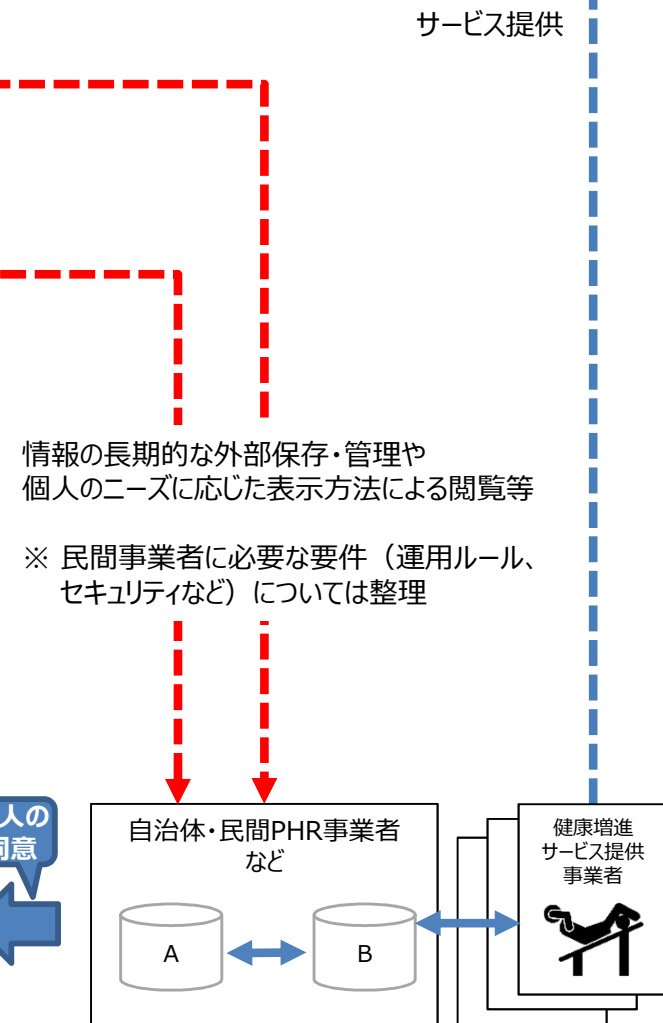 サービス提供
情報の長期的な外部保存・管理や
個人のニーズに応じた表示方法による閲覧等
※ 民間事業者に必要な要件（運用ルール、
セキュリティなど）については整理
人の
同意
自治体・民間PHR事業者
など
A
B
健康増進
サービス提供
事業者